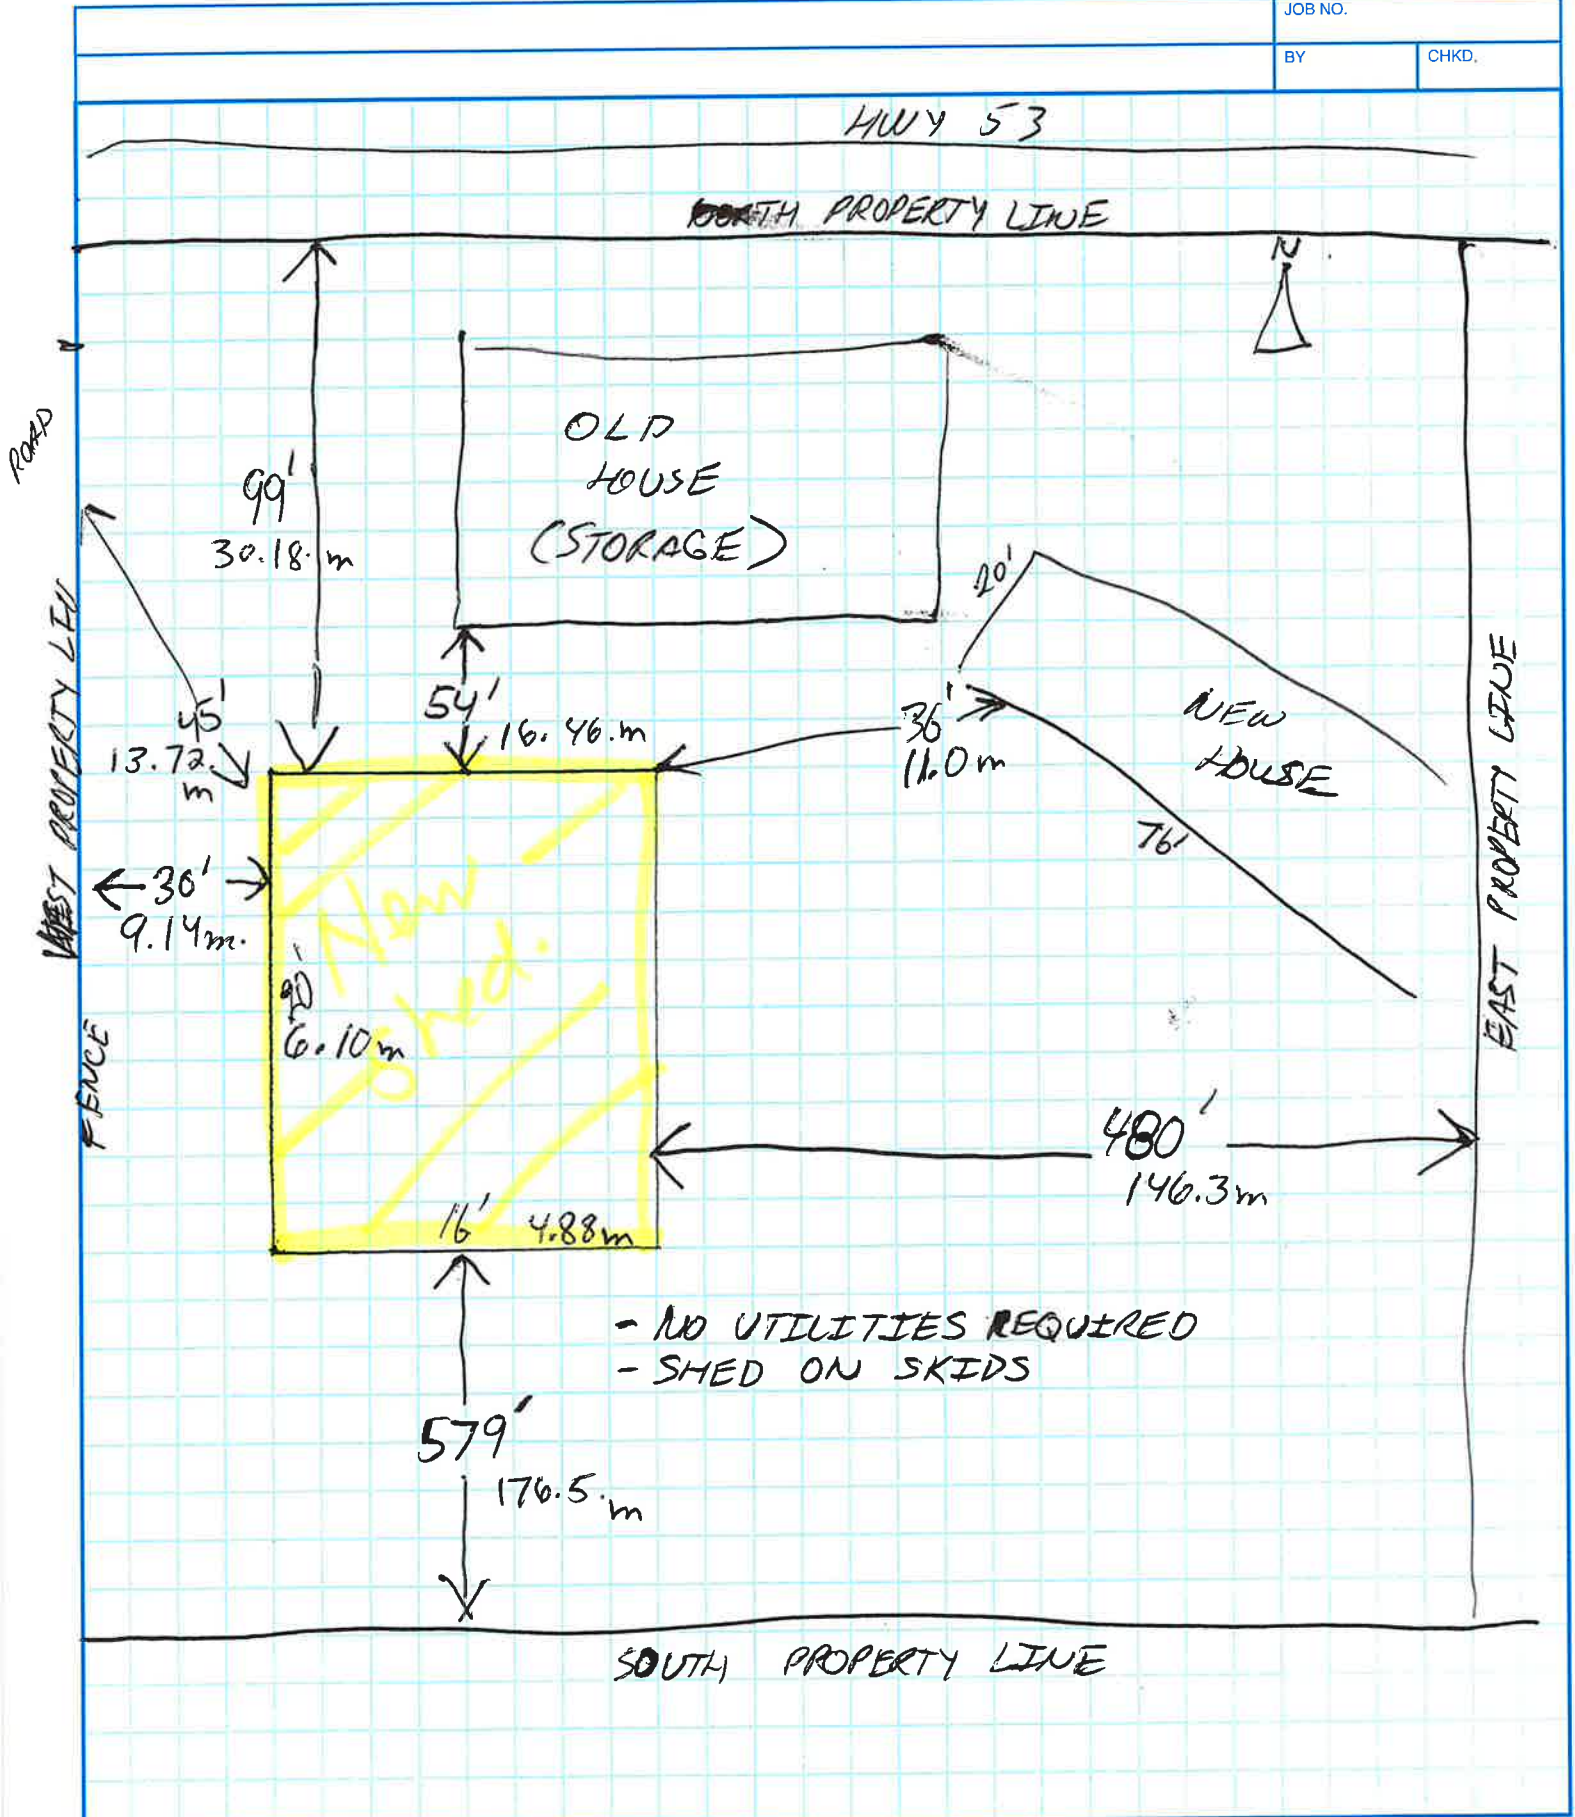 JOB NO.
BY
CHKD.
HWY 53
NORTH PROPERTY LINE
N
ROAD
OLD
HOUSE
(STORAGE)
99'
30.18 m
20'
WEST PROPERTY LIN
45'
13.72
m
54'
16.46 m
36'
11.0 m
NEW
HOUSE
76'
EAST PROPERTY LINE
30'
9.14 m.
New
Shed.
20'
6.10 m
FENCE
480'
146.3 m
16' 4.88 m
- NO UTILITIES REQUIRED
- SHED ON SKIDS
579'
176.5 m
SOUTH PROPERTY LINE